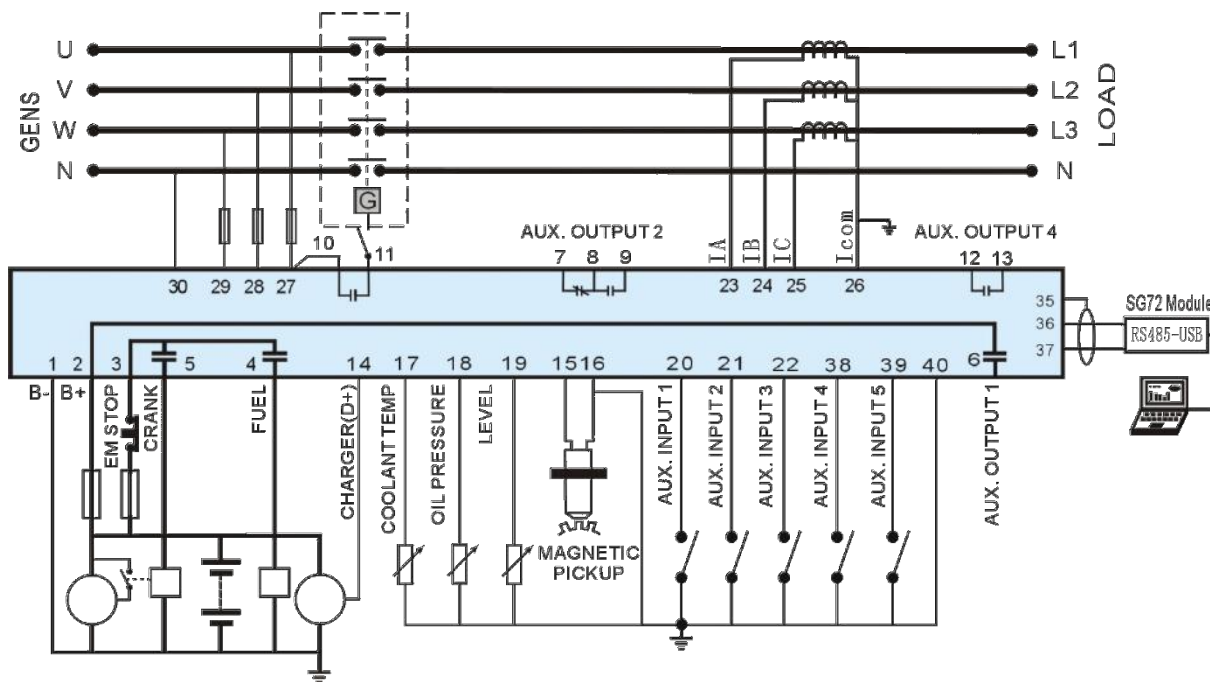 U
L1
V
L2
W
L3
N
N
GENS
LOAD
G
10
11
AUX. OUTPUT 2
7 8 9
IA
IB
IC
Icom
AUX. OUTPUT 4
12 13
30 29 28 27
23 24 25 26
35
36
37
SG72 Module
RS485-USB
1 2 3 5 4 14 17 18 19 15 16 20 21 22 38 39 40 6
B-
B+
EM STOP
CRANK
FUEL
CHARGER(D+)
COOLANT TEMP
OIL PRESSURE
LEVEL
MAGNETIC
PICKUP
AUX. INPUT 1
AUX. INPUT 2
AUX. INPUT 3
AUX. INPUT 4
AUX. INPUT 5
AUX. OUTPUT 1